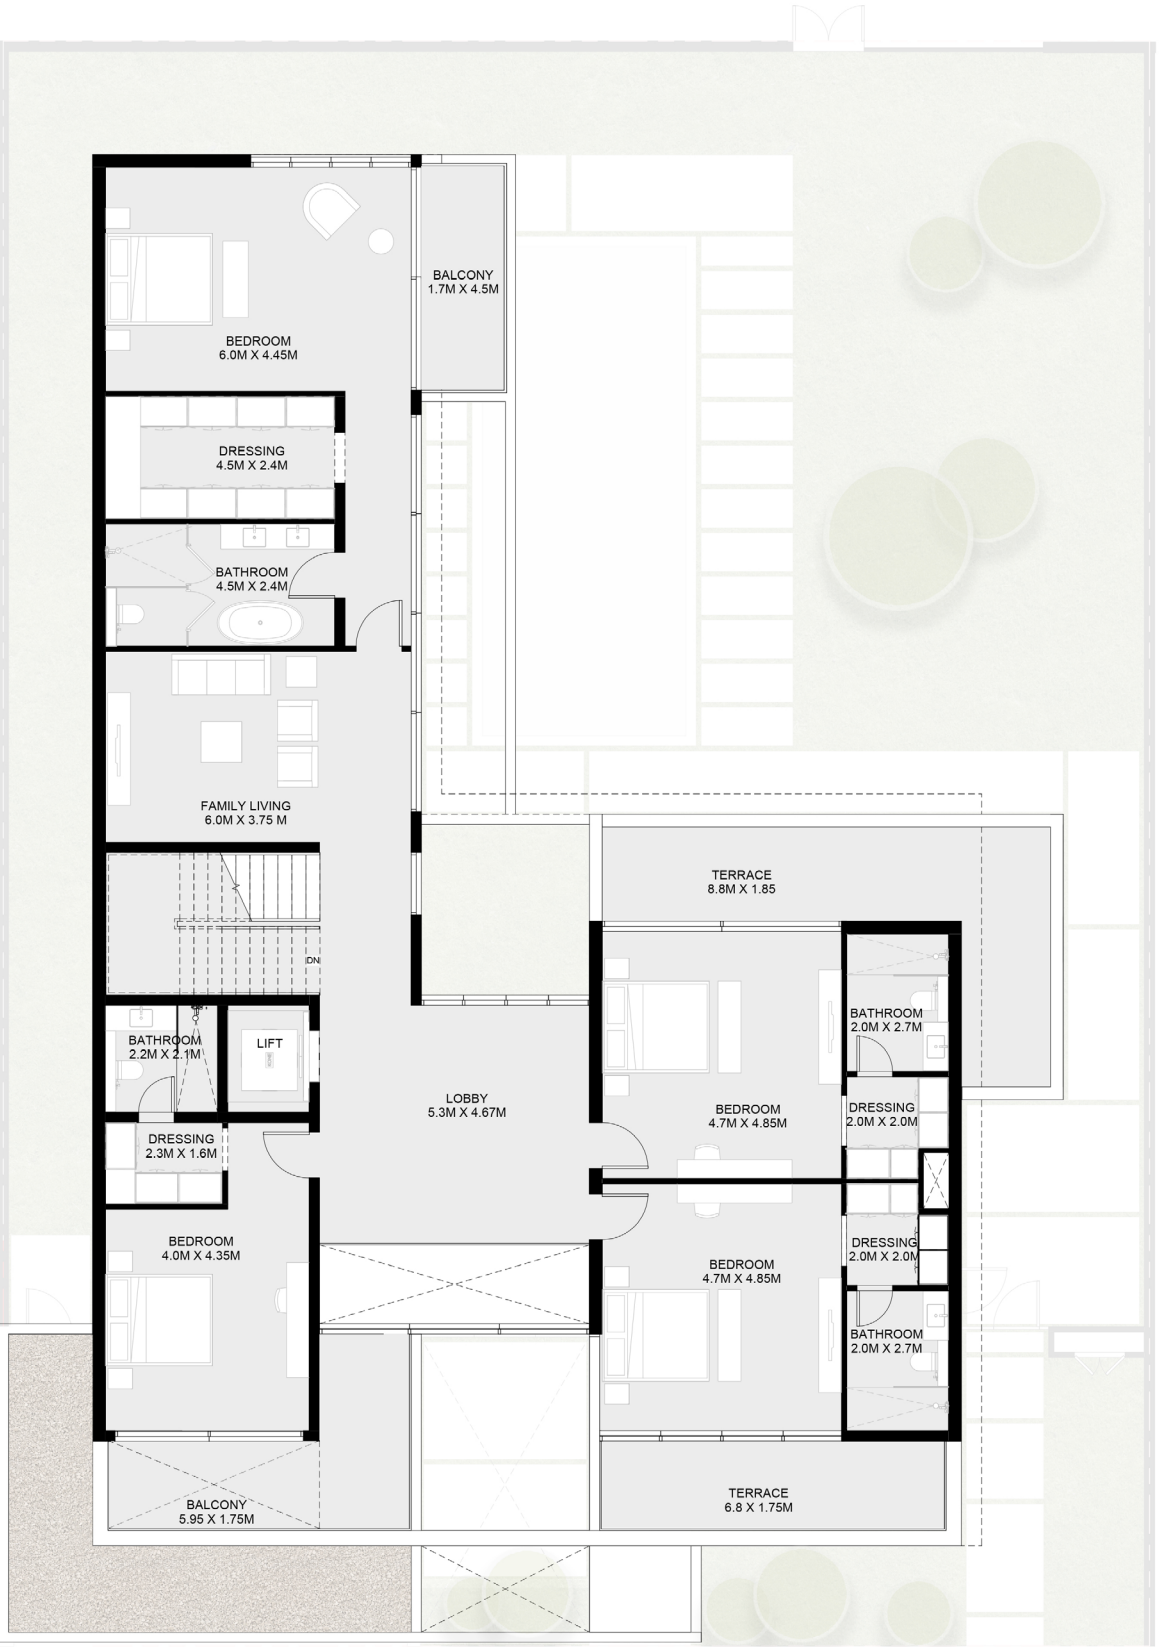 BALCONY
1.7M X 4.5M
BEDROOM
6.0M X 4.45M
DRESSING
4.5M X 2.4M
BATHROOM
4.5M X 2.4M
FAMILY LIVING
6.0M X 3.75 M
TERRACE
8.8M X 1.85
DN
BATHROOM
2.2M X 2.1M
LIFT
BATHROOM
2.0M X 2.7M
LOBBY
5.3M X 4.67M
BEDROOM
4.7M X 4.85M
DRESSING
2.0M X 2.0M
DRESSING
2.3M X 1.6M
BEDROOM
4.0M X 4.35M
DRESSING
2.0M X 2.0M
BEDROOM
4.7M X 4.85M
BATHROOM
2.0M X 2.7M
BALCONY
5.95 X 1.75M
TERRACE
6.8 X 1.75M